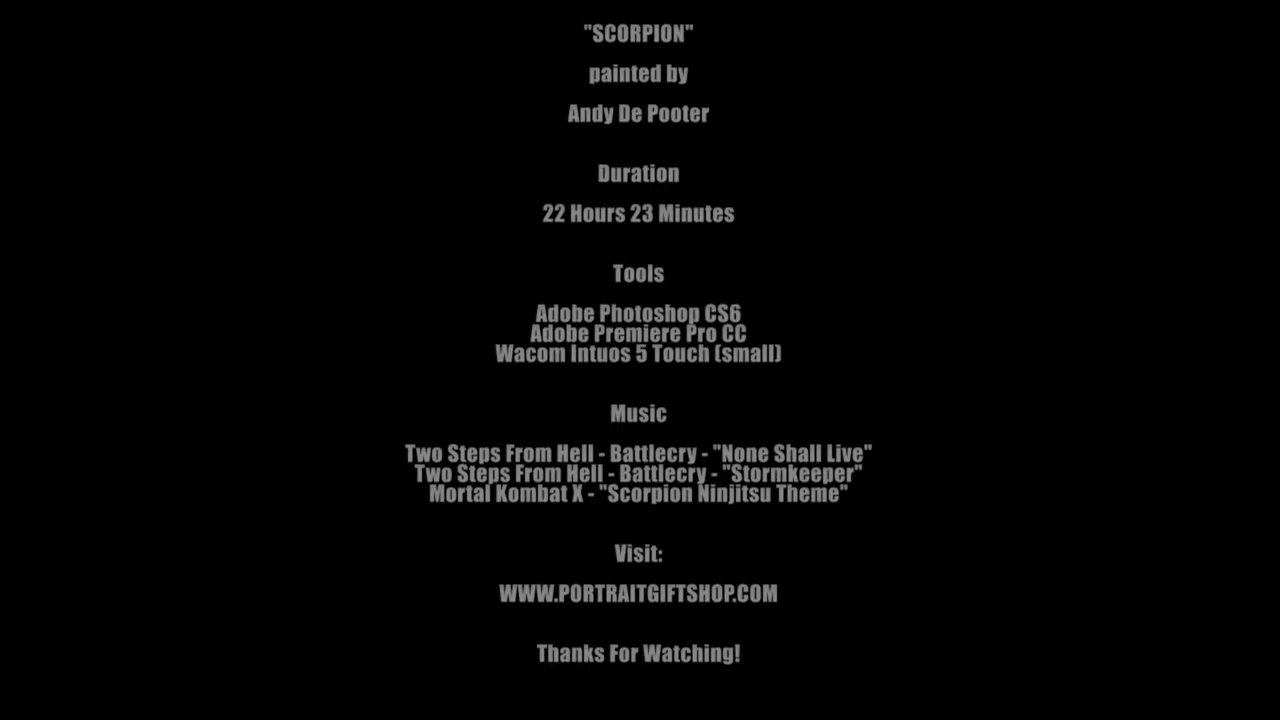 "SCORPION"
painted by
Andy De Pooter
Duration
22 Hours 23 Minutes
Tools
Adobe Photoshop CS6
Adobe Premiere Pro CC
Wacom Intuos 5 Touch (small)
Music
Two Steps From Hell - Battlecry - "None Shall Live"
Two Steps From Hell - Battlecry - "Stormkeeper"
Mortal Kombat X - "Scorpion Ninjitsu Theme"
Visit:
WWW.PORTRAITGIFTSHOP.COM
Thanks For Watching!